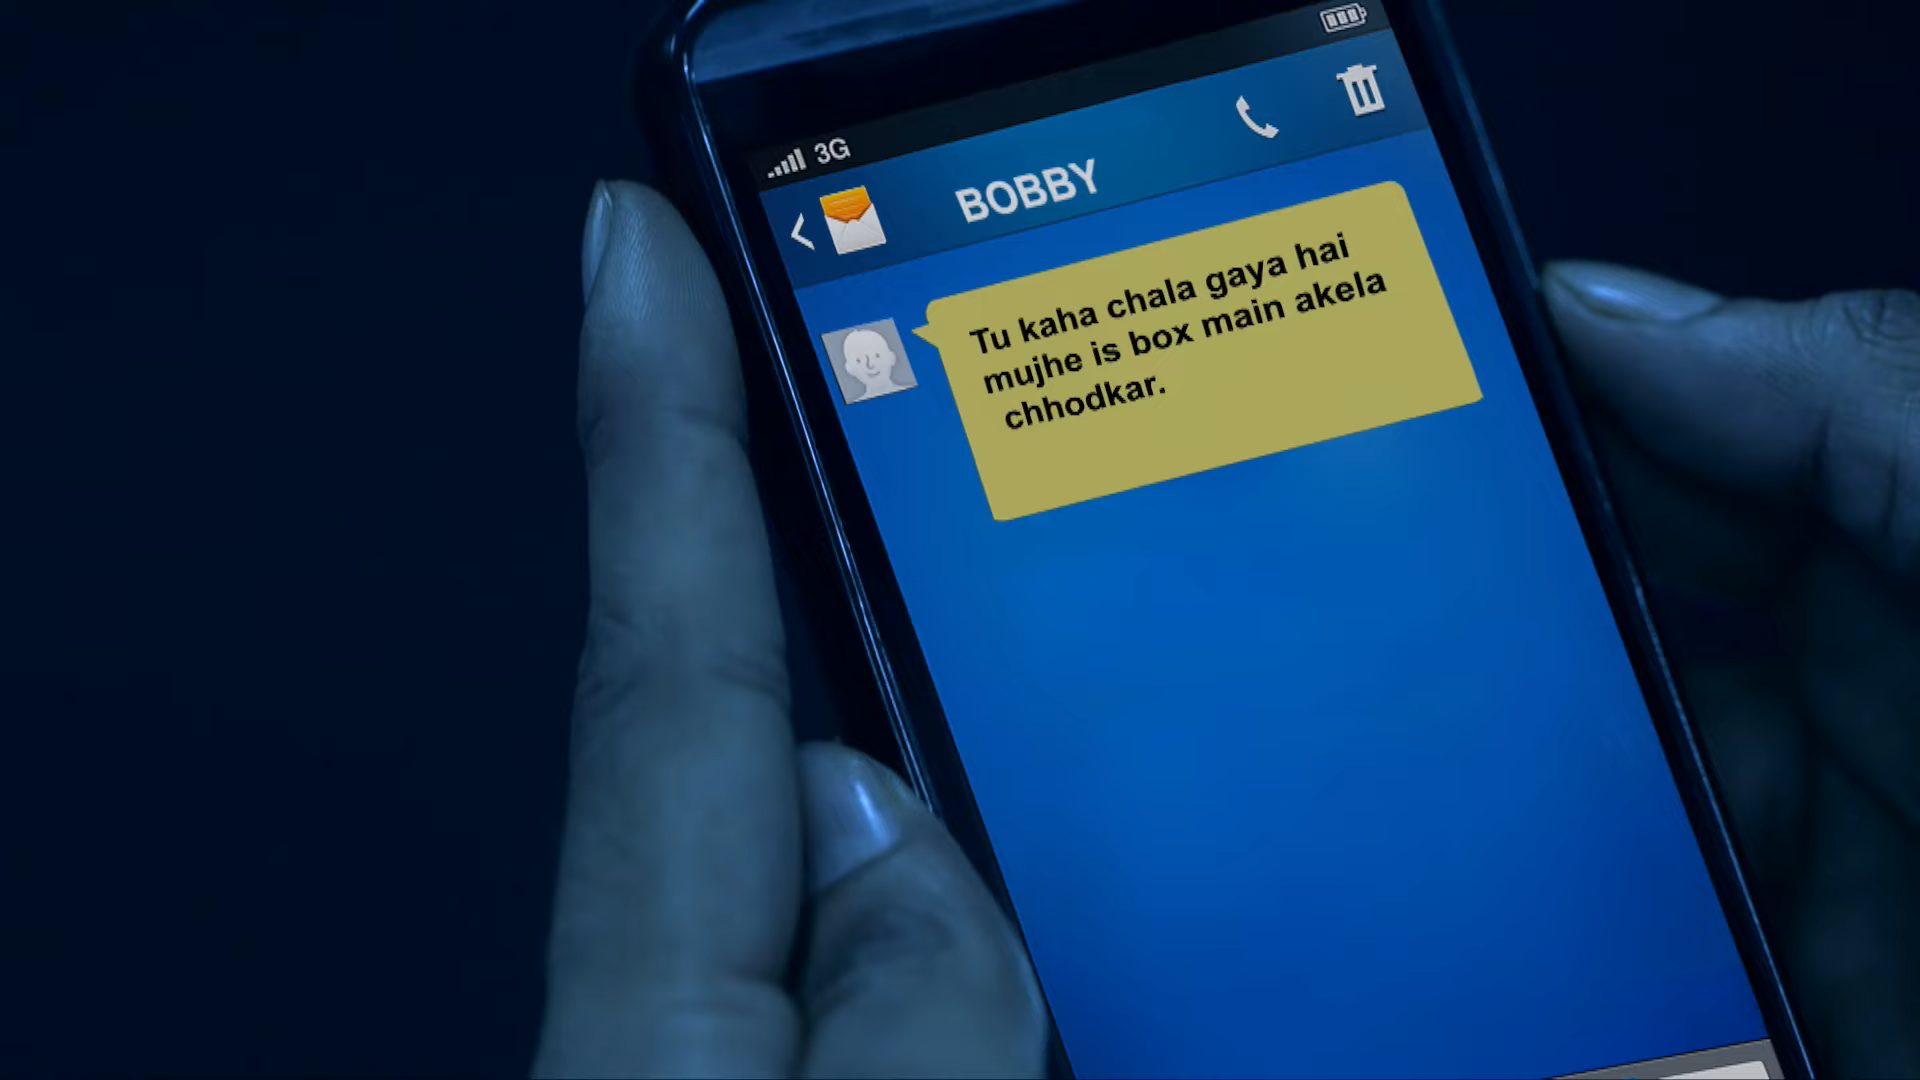 3G
BOBBY
Tu kaha chala gaya hai
mujhe is box main akela
chhodkar.